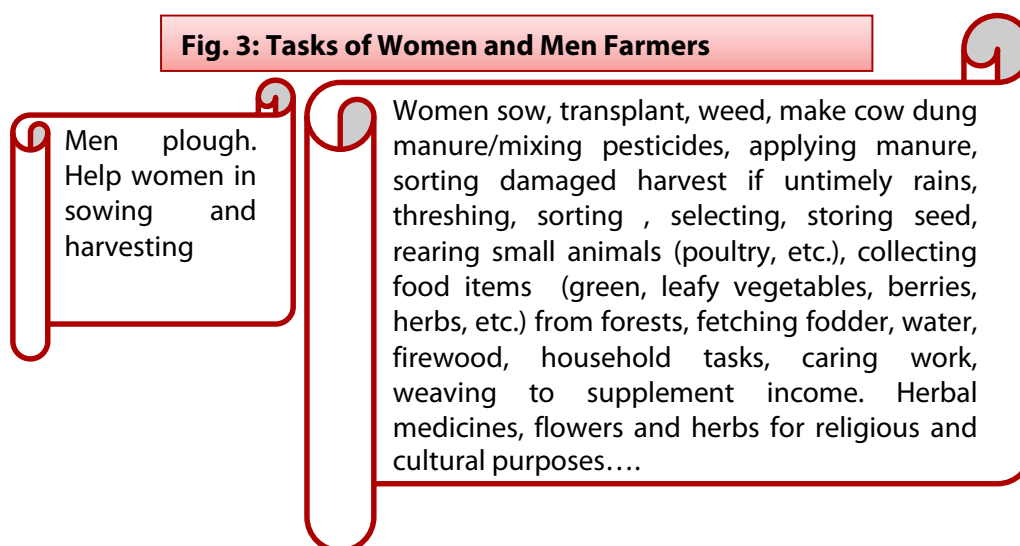 Fig. 3: Tasks of Women and Men Farmers
Men plough.
Help women in
sowing and
harvesting
Women sow, transplant, weed, make cow dung
manure/mixing pesticides, applying manure,
sorting damaged harvest if untimely rains,
threshing, sorting , selecting, storing seed,
rearing small animals (poultry, etc.), collecting
food items (green, leafy vegetables, berries,
herbs, etc.) from forests, fetching fodder, water,
firewood, household tasks, caring work,
weaving to supplement income. Herbal
medicines, flowers and herbs for religious and
cultural purposes….